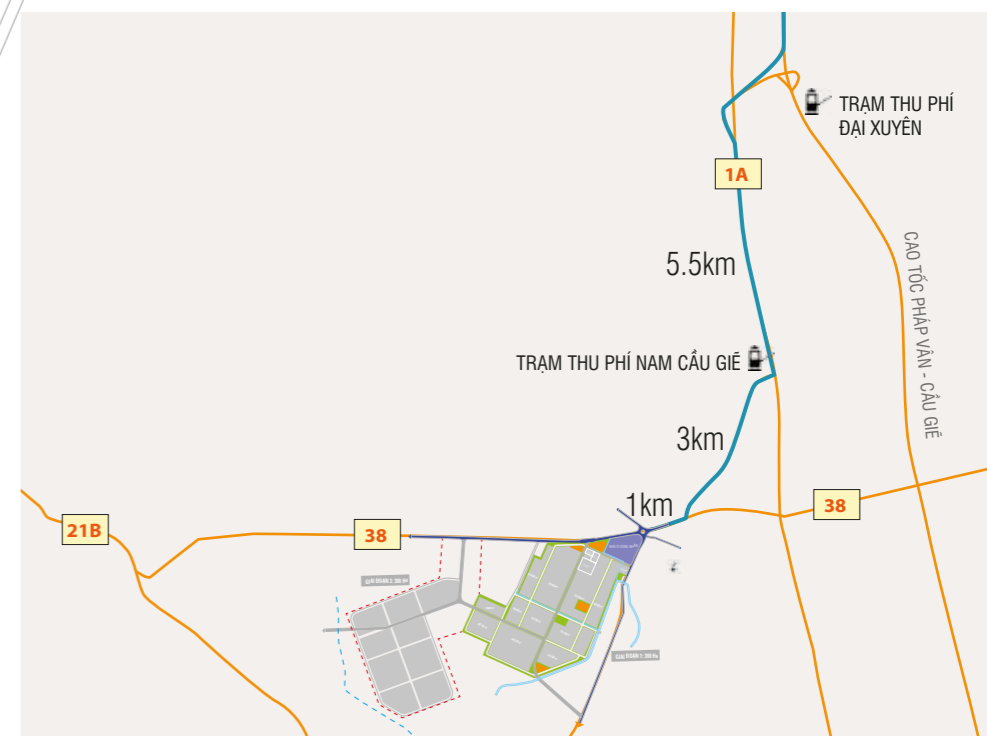 TRẠM THU PHÍ
ĐẠI XUYÊN
1A
CAO TỐC PHÁP VÂN - CẦU GIẼ
5.5km
TRẠM THU PHÍ NAM CẦU GIẼ
3km
1km
38
21B
38